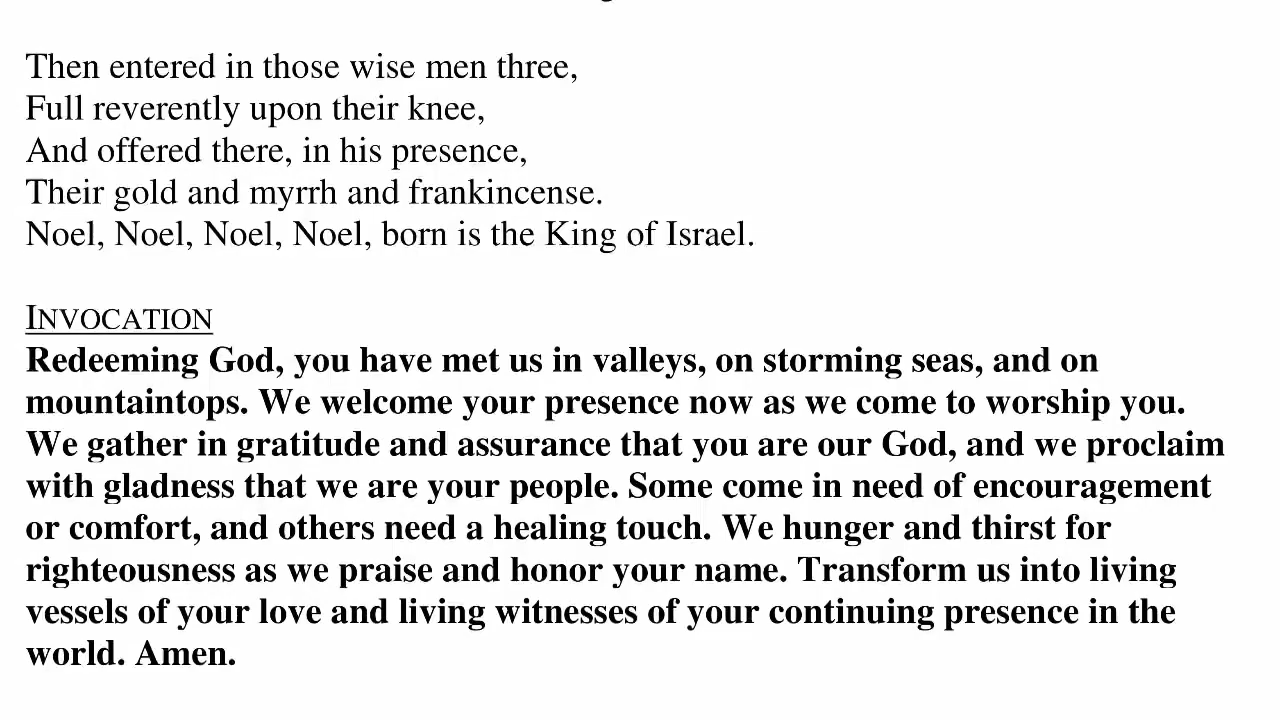 Then entered in those wise men three,
Full reverently upon their knee,
And offered there, in his presence,
Their gold and myrrh and frankincense.
Noel, Noel, Noel, Noel, born is the King of Israel.
INVOCATION
Redeeming God, you have met us in valleys, on storming seas, and on
mountaintops. We welcome your presence now as we come to worship you.
We gather in gratitude and assurance that you are our God, and we proclaim
with gladness that we are your people. Some come in need of encouragement
or comfort, and others need a healing touch. We hunger and thirst for
righteousness as we praise and honor your name. Transform us into living
vessels of your love and living witnesses of your continuing presence in the
world. Amen.